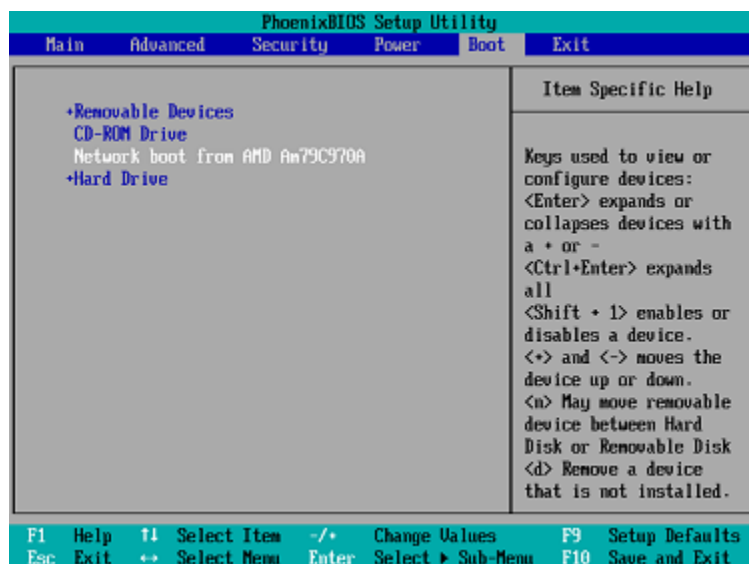 PhoenixBIOS Setup Utility
Main Advanced Security Power Boot Exit
Item Specific Help
+Removable Devices
CD-ROM Drive
Network boot from AMD Am79C970A
+Hard Drive
Keys used to view or
configure devices:
<Enter> expands or
collapses devices with
a + or -
<Ctrl+Enter> expands
all
<Shift + 1> enables or
disables a device.
<+> and <-> moves the
device up or down.
<n> May move removable
device between Hard
Disk or Removable Disk
<d> Remove a device
that is not installed.
F1 Help ↑↓ Select Item -/+ Change Values F9 Setup Defaults
Esc Exit ↔ Select Menu Enter Select ▶ Sub-Menu F10 Save and Exit